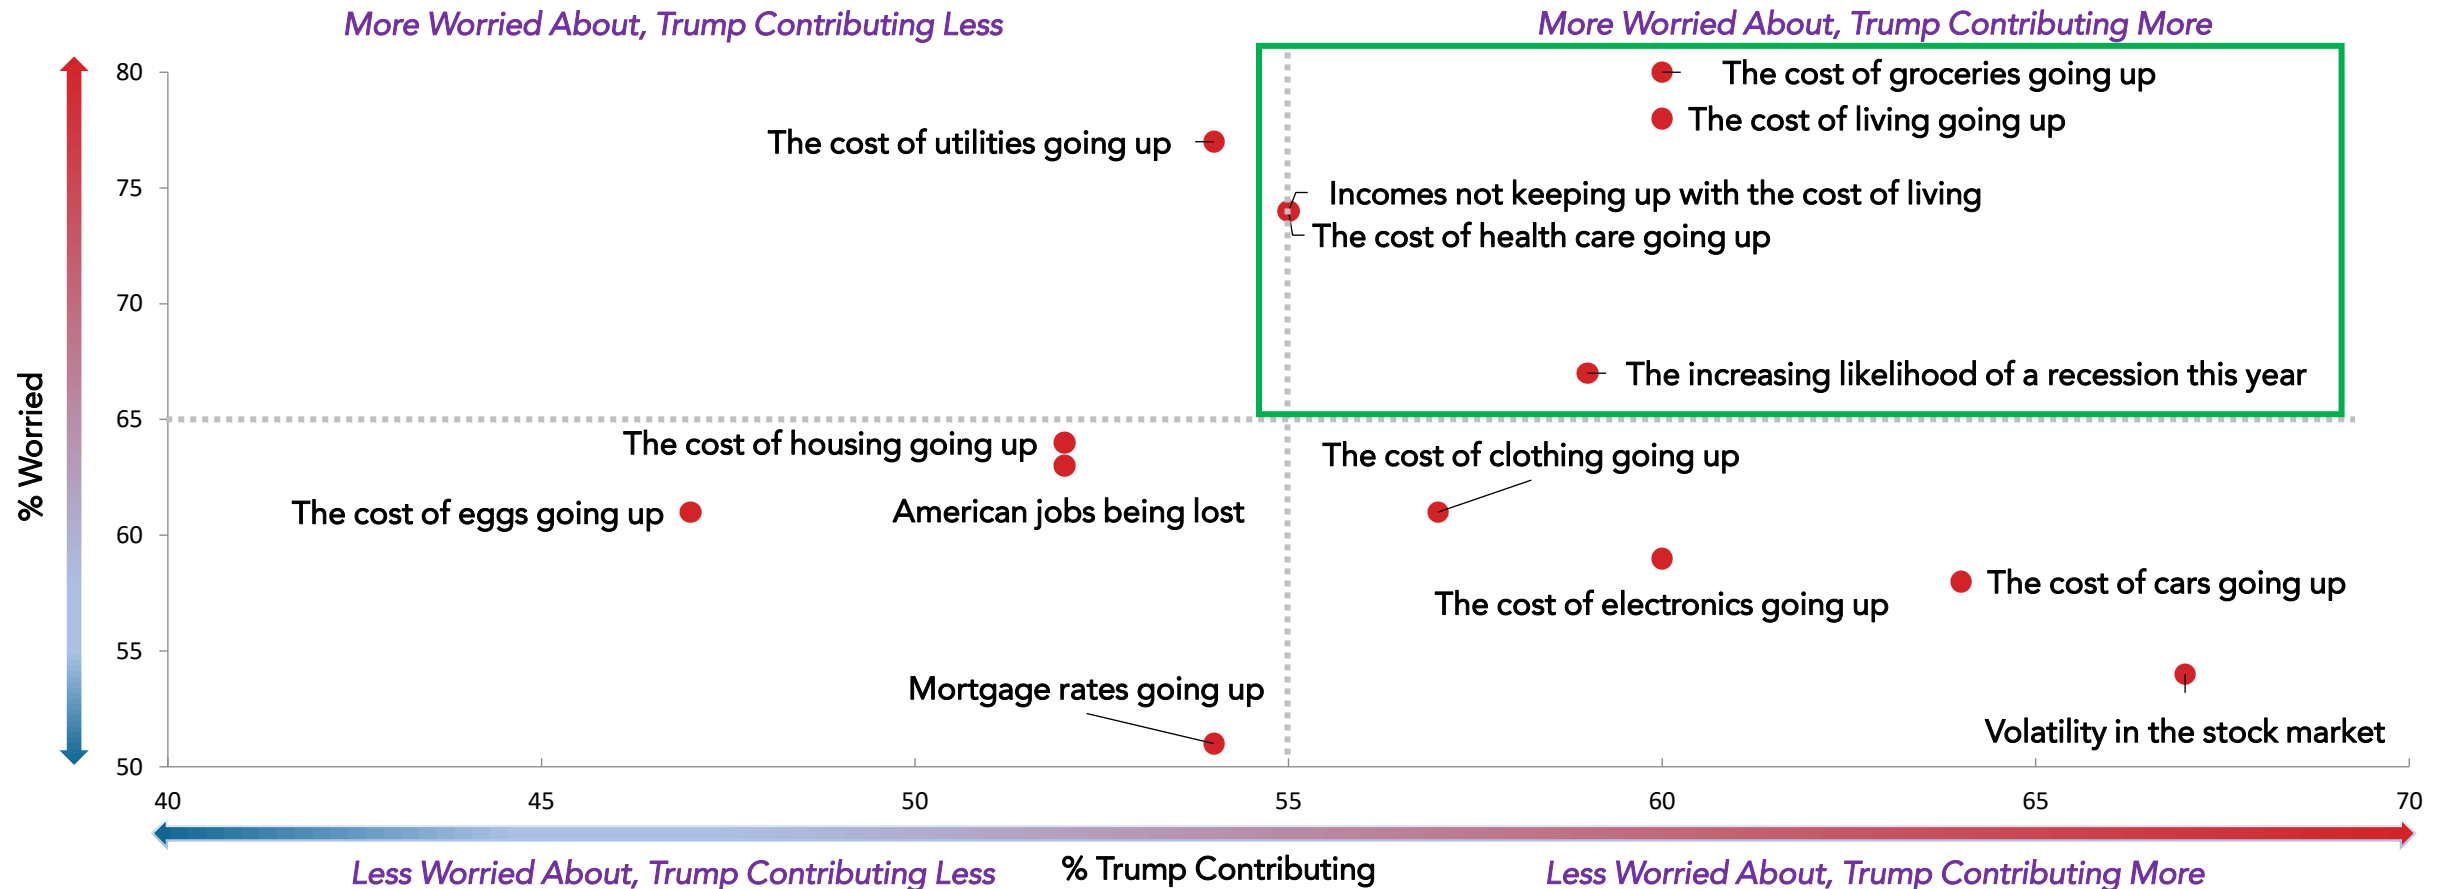 More Worried About, Trump Contributing Less
More Worried About, Trump Contributing More
80
The cost of groceries going up
The cost of living going up
The cost of utilities going up
75
Incomes not keeping up with the cost of living
The cost of health care going up
70
The increasing likelihood of a recession this year
% Worried
65
The cost of housing going up
The cost of clothing going up
The cost of eggs going up
American jobs being lost
60
The cost of electronics going up
The cost of cars going up
55
Mortgage rates going up
Volatility in the stock market
50
40
45
50
55
60
65
70
Less Worried About, Trump Contributing Less
% Trump Contributing
Less Worried About, Trump Contributing More